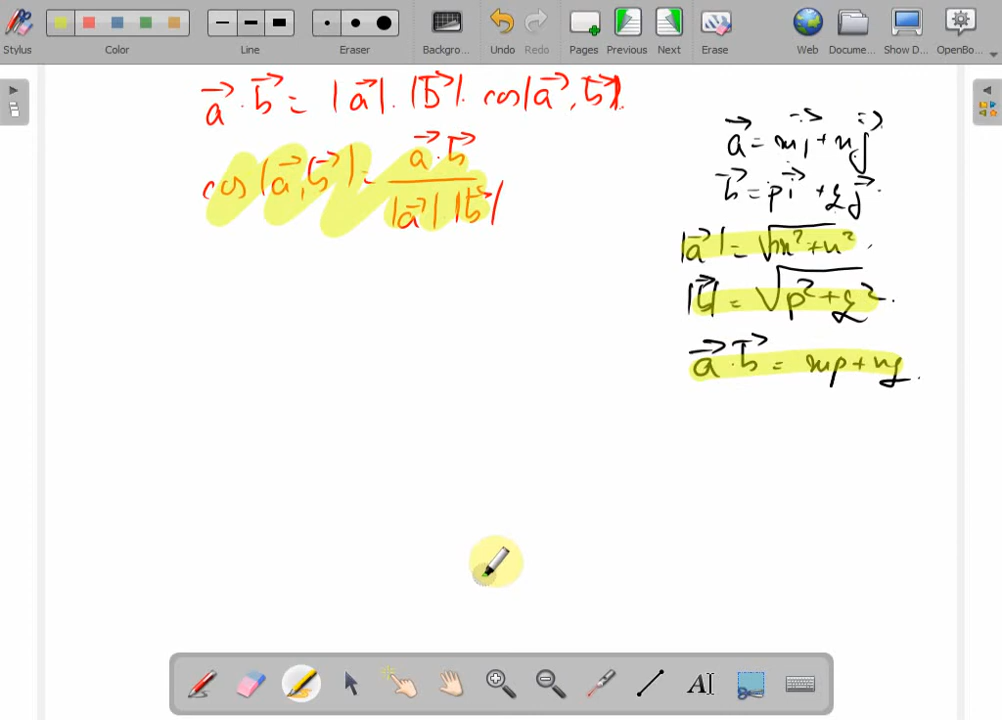 Stylus Color Line Eraser Backgro... Undo Redo Pages Previous Next Erase Web Docume... Show D... OpenBo...
a⃗ · b⃗ = |a⃗| · |b⃗| · cos(a⃗, b⃗).
cos(a⃗, b⃗) = a⃗ · b⃗ / |a⃗| |b⃗|
a⃗ = mi⃗ + nj⃗
b⃗ = pi⃗ + qj⃗.
|a⃗| = √(m² + n²).
|b⃗| = √(p² + q²).
a⃗ · b⃗ = mp + nq.